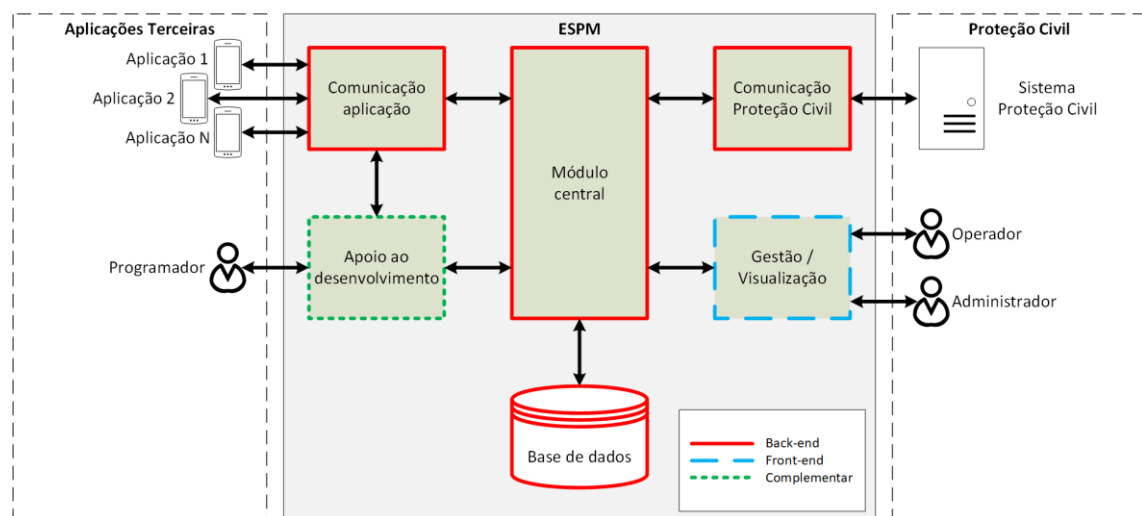 Aplicações Terceiras
ESPM
Proteção Civil
Aplicação 1
Aplicação 2
Aplicação N
Comunicação
aplicação
Comunicação
Proteção Civil
Sistema
Proteção Civil
Módulo
central
Programador
Apoio ao
desenvolvimento
Gestão /
Visualização
Operador
Administrador
Base de dados
Back-end
Front-end
Complementar